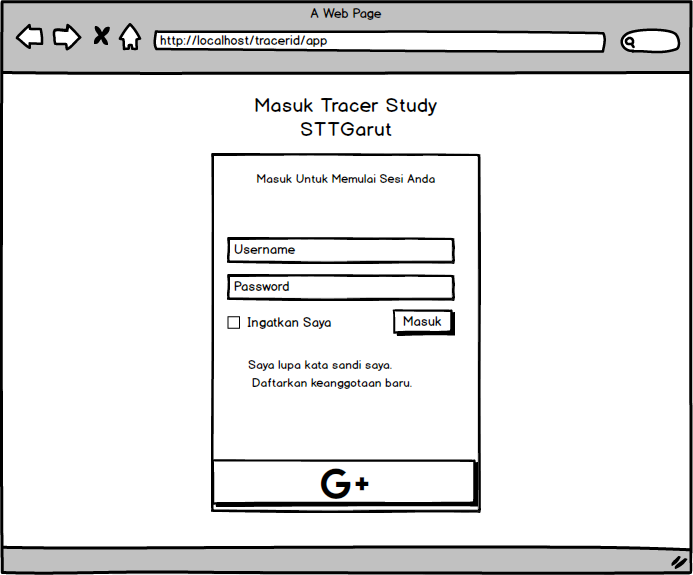 A Web Page
http://localhost/tracerid/app
Masuk Tracer Study
STTGarut
Masuk Untuk Memulai Sesi Anda
Username
Password
Ingatkan Saya
Masuk
Saya lupa kata sandi saya.
Daftarkan keanggotaan baru.
G+